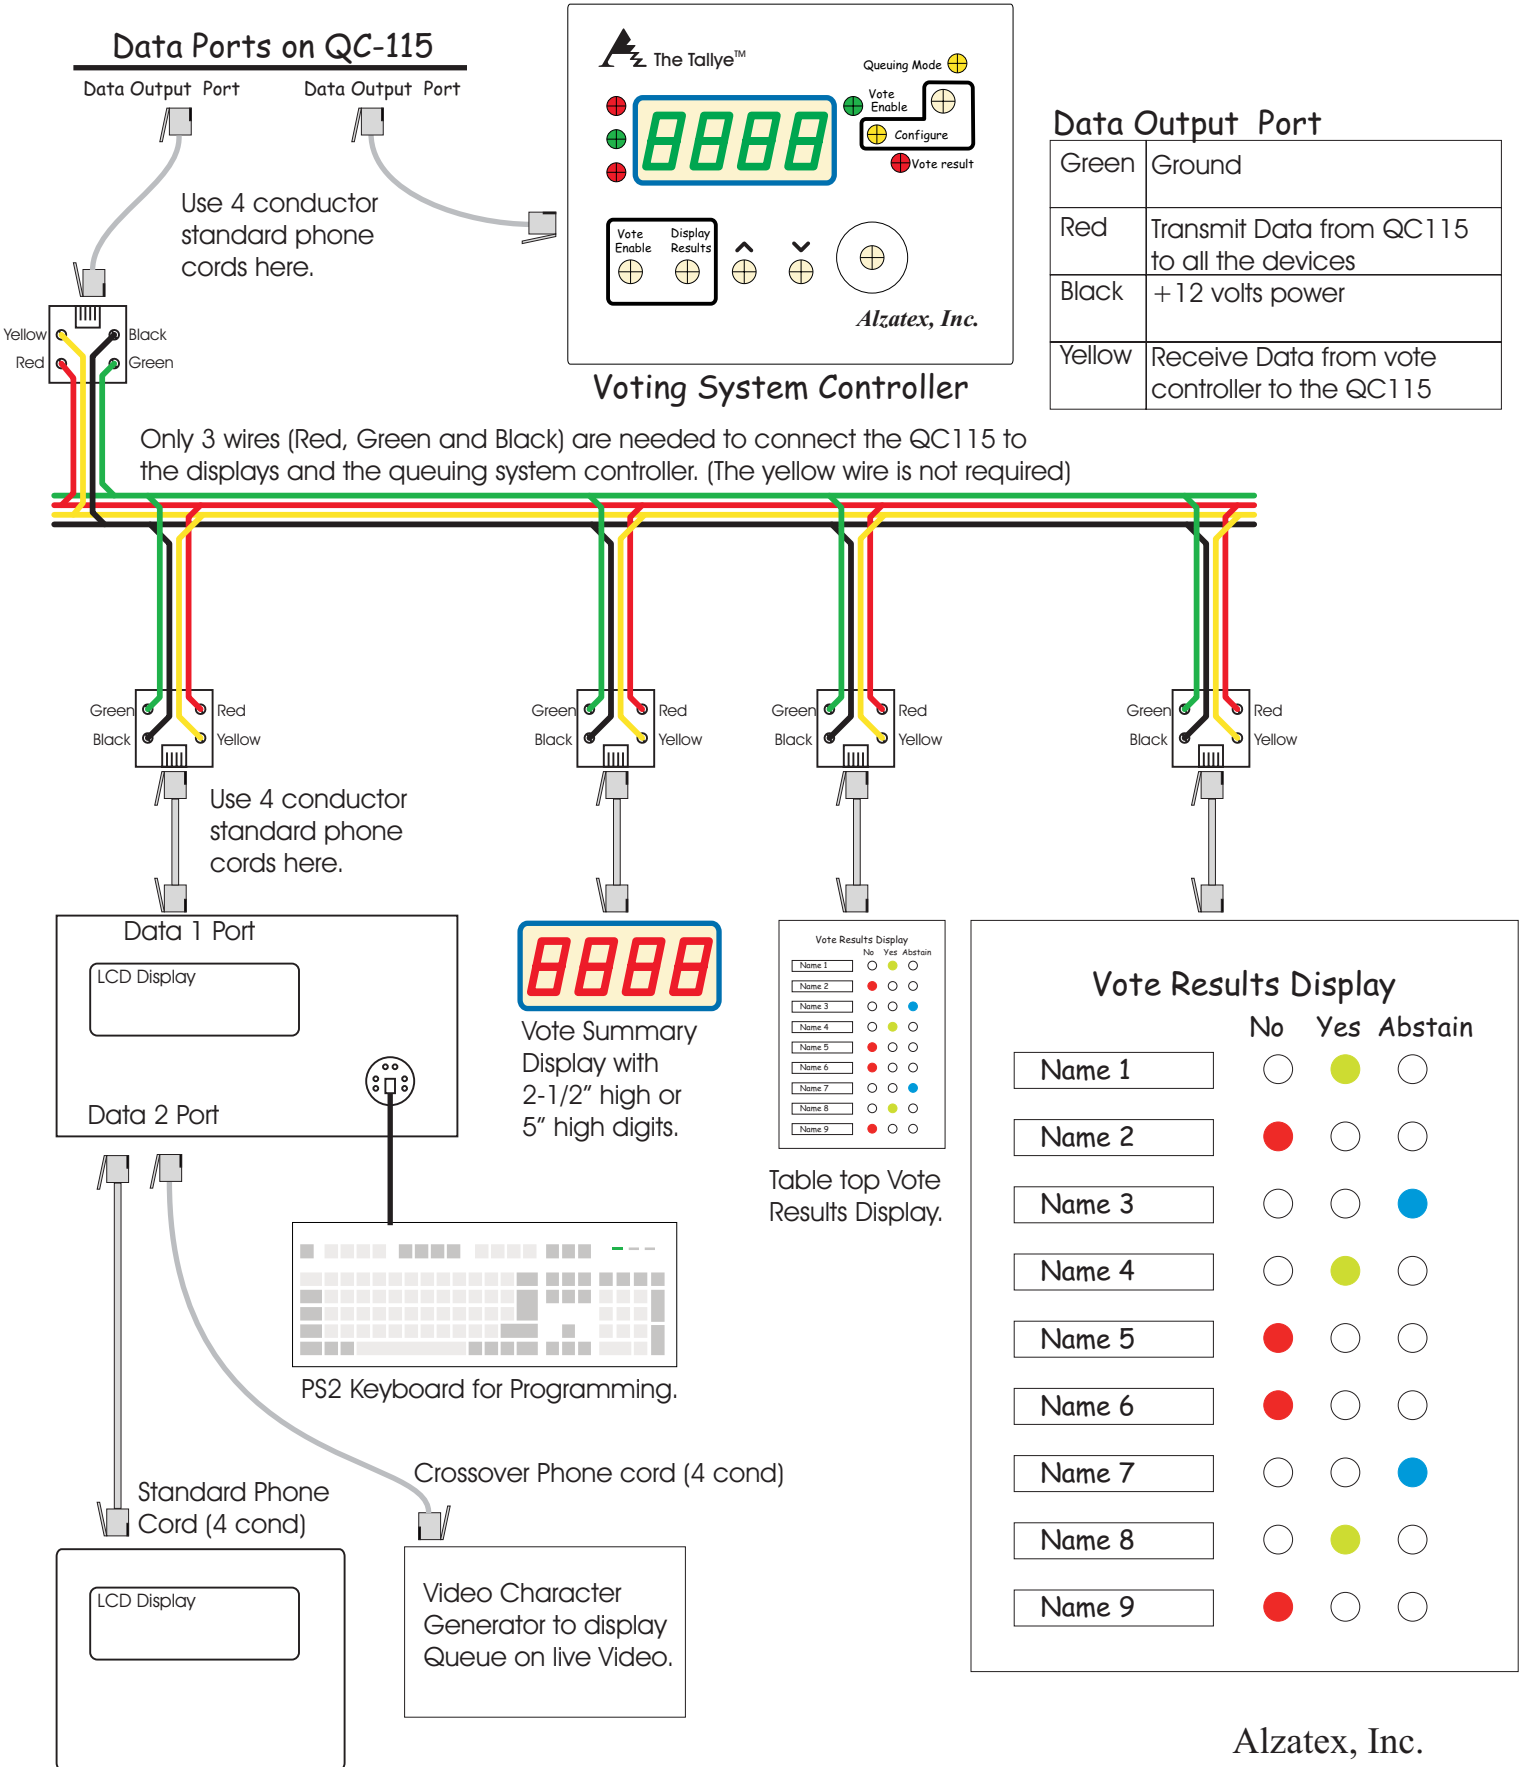 Data Ports on QC-115
Data Output Port
Data Output Port
Use 4 conductor
standard phone
cords here.
The Tallye™
Queuing Mode
Vote
Enable
Configure
Vote result
8888
Vote
Enable
Display
Results
Alzatex, Inc.
Voting System Controller
Data Output Port
Green
Ground
Red
Transmit Data from QC115
to all the devices
Black
+12 volts power
Yellow
Receive Data from vote
controller to the QC115
Yellow
Black
Red
Green
Only 3 wires (Red, Green and Black) are needed to connect the QC115 to
the displays and the queuing system controller. (The yellow wire is not required)
Green
Red
Black
Yellow
Green
Red
Black
Yellow
Green
Red
Black
Yellow
Green
Red
Black
Yellow
Use 4 conductor
standard phone
cords here.
Data 1 Port
LCD Display
Data 2 Port
8888
Vote Summary
Display with
2-1/2" high or
5" high digits.
Vote Results Display
No Yes Abstain
Name 1
Name 2
Name 3
Name 4
Name 5
Name 6
Name 7
Name 8
Name 9
Table top Vote
Results Display.
Vote Results Display
No Yes Abstain
Name 1
Name 2
Name 3
Name 4
Name 5
Name 6
Name 7
Name 8
Name 9
PS2 Keyboard for Programming.
Crossover Phone cord (4 cond)
Standard Phone
Cord (4 cond)
LCD Display
Video Character
Generator to display
Queue on live Video.
Alzatex, Inc.